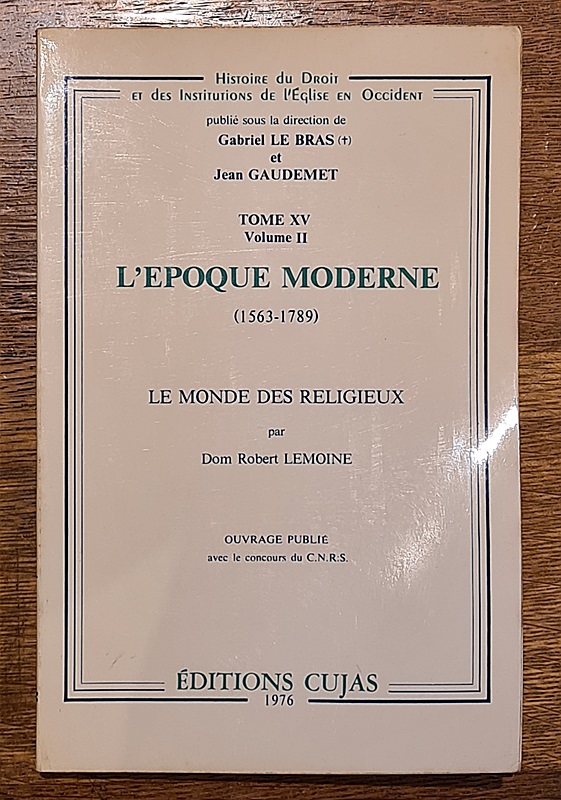 Histoire du Droit
et des Institutions de l'Église en Occident
publié sous la direction de
Gabriel LE BRAS (†)
et
Jean GAUDEMET
TOME XV
Volume II
L'EPOQUE MODERNE
(1563-1789)
LE MONDE DES RELIGIEUX
par
Dom Robert LEMOINE
OUVRAGE PUBLIÉ
avec le concours du C.N.R.S.
ÉDITIONS CUJAS
1976